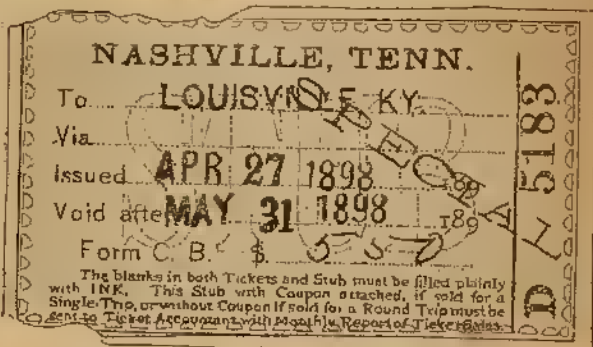 NASHVILLE, TENN.
To LOUISVILLE KY.
Via
Issued APR 27 1898 189
Void after MAY 31 1898 189
Form C. B. $ 5 50
The blanks in both Tickets and Stub must be filled plainly
with INK. This Stub with Coupon attached, if sold for a
Single Trip, or without Coupon if sold for a Round Trip must be
sent to Ticket Accountant with Monthly Report of Ticket Sales.
D 5183